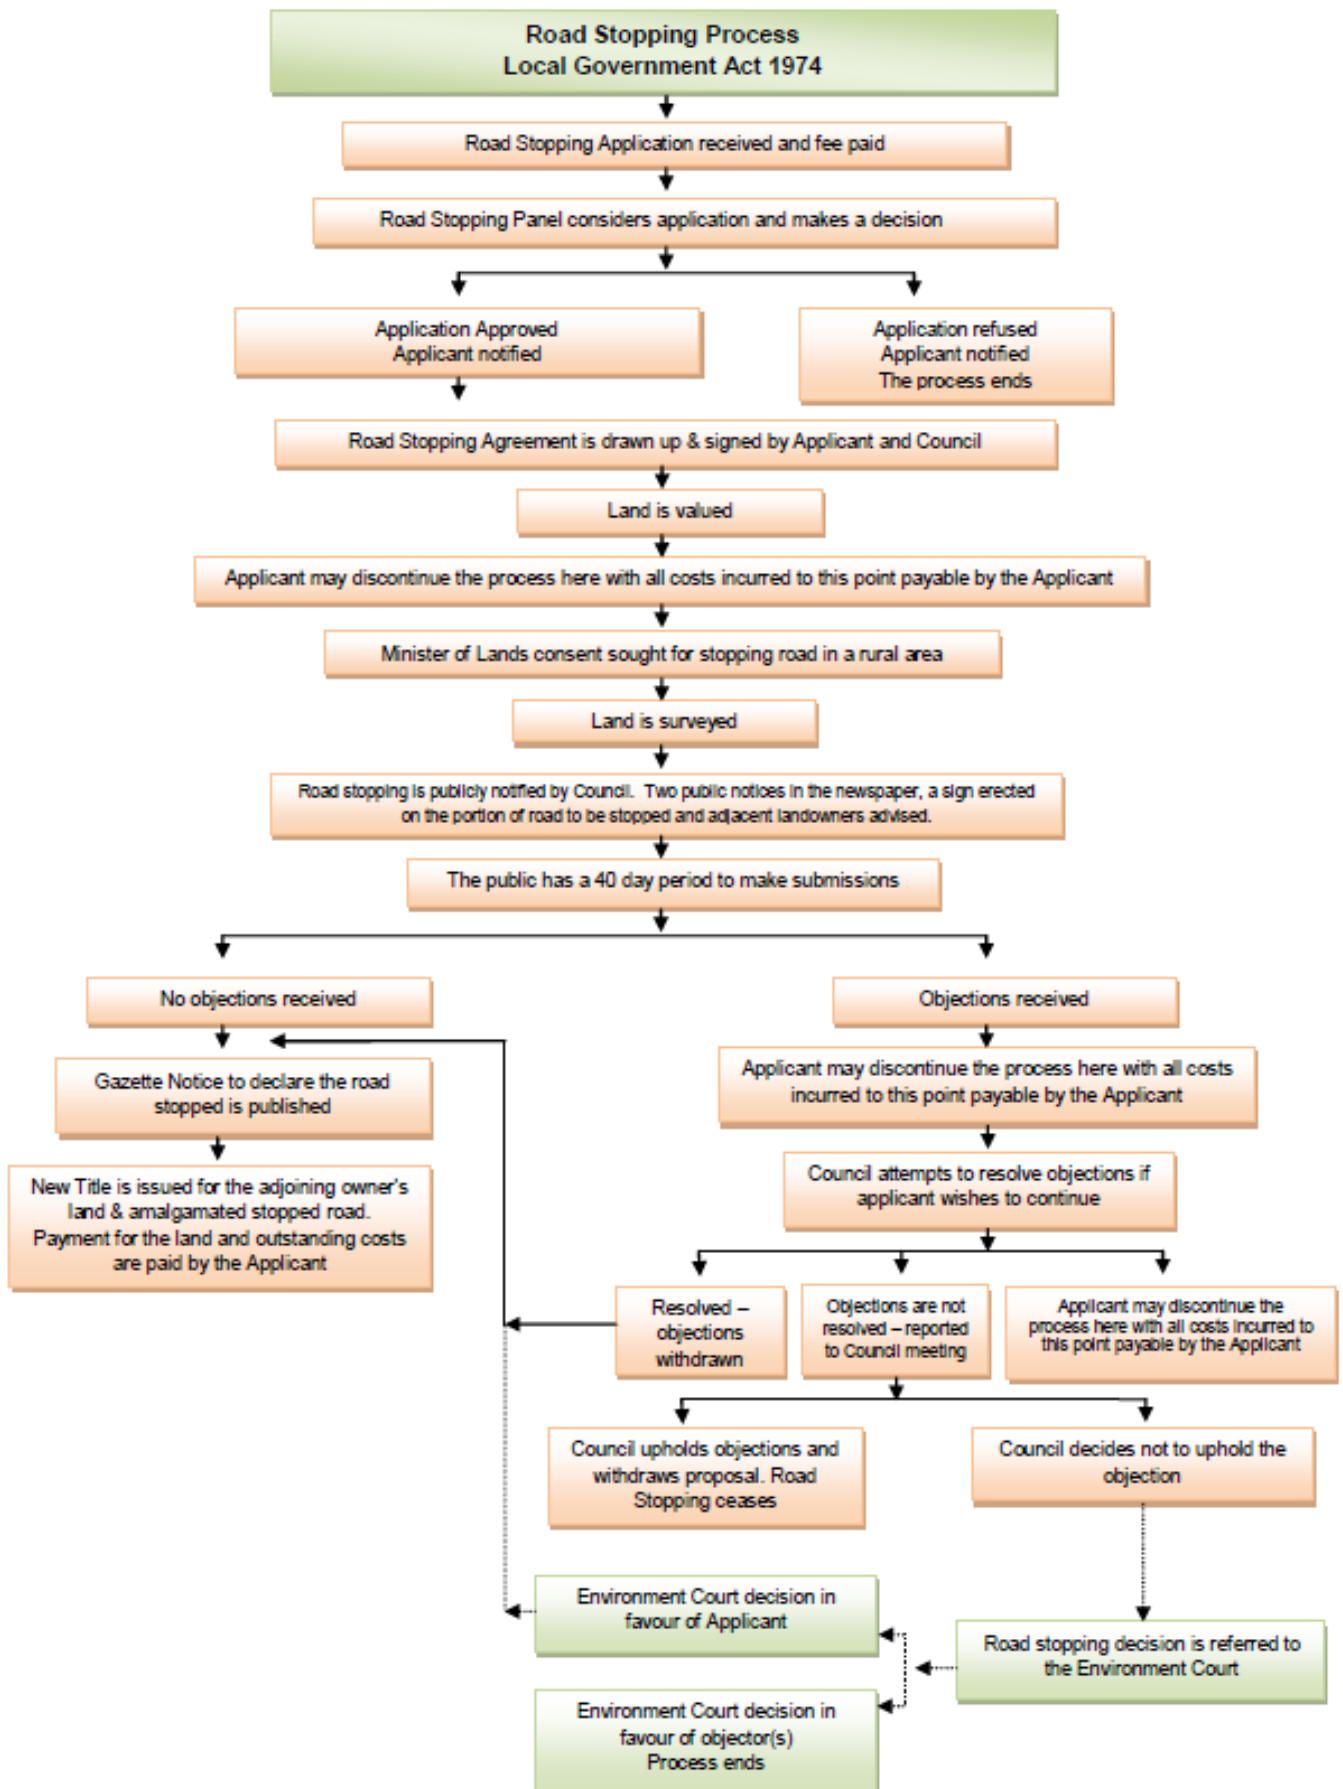 Road Stopping Process
Local Government Act 1974
Road Stopping Application received and fee paid
Road Stopping Panel considers application and makes a decision
Application Approved
Applicant notified
Application refused
Applicant notified
The process ends
Road Stopping Agreement is drawn up & signed by Applicant and Council
Land is valued
Applicant may discontinue the process here with all costs incurred to this point payable by the Applicant
Minister of Lands consent sought for stopping road in a rural area
Land is surveyed
Road stopping is publicly notified by Council. Two public notices in the newspaper, a sign erected
on the portion of road to be stopped and adjacent landowners advised.
The public has a 40 day period to make submissions
No objections received
Gazette Notice to declare the road
stopped is published
New Title is issued for the adjoining owner's
land & amalgamated stopped road.
Payment for the land and outstanding costs
are paid by the Applicant
Objections received
Applicant may discontinue the process here with all costs
incurred to this point payable by the Applicant
Council attempts to resolve objections if
applicant wishes to continue
Resolved –
objections
withdrawn
Objections are not
resolved – reported
to Council meeting
Applicant may discontinue the
process here with all costs incurred to
this point payable by the Applicant
Council upholds objections and
withdraws proposal. Road
Stopping ceases
Council decides not to uphold the
objection
Environment Court decision in
favour of Applicant
Road stopping decision is referred to
the Environment Court
Environment Court decision in
favour of objector(s)
Process ends